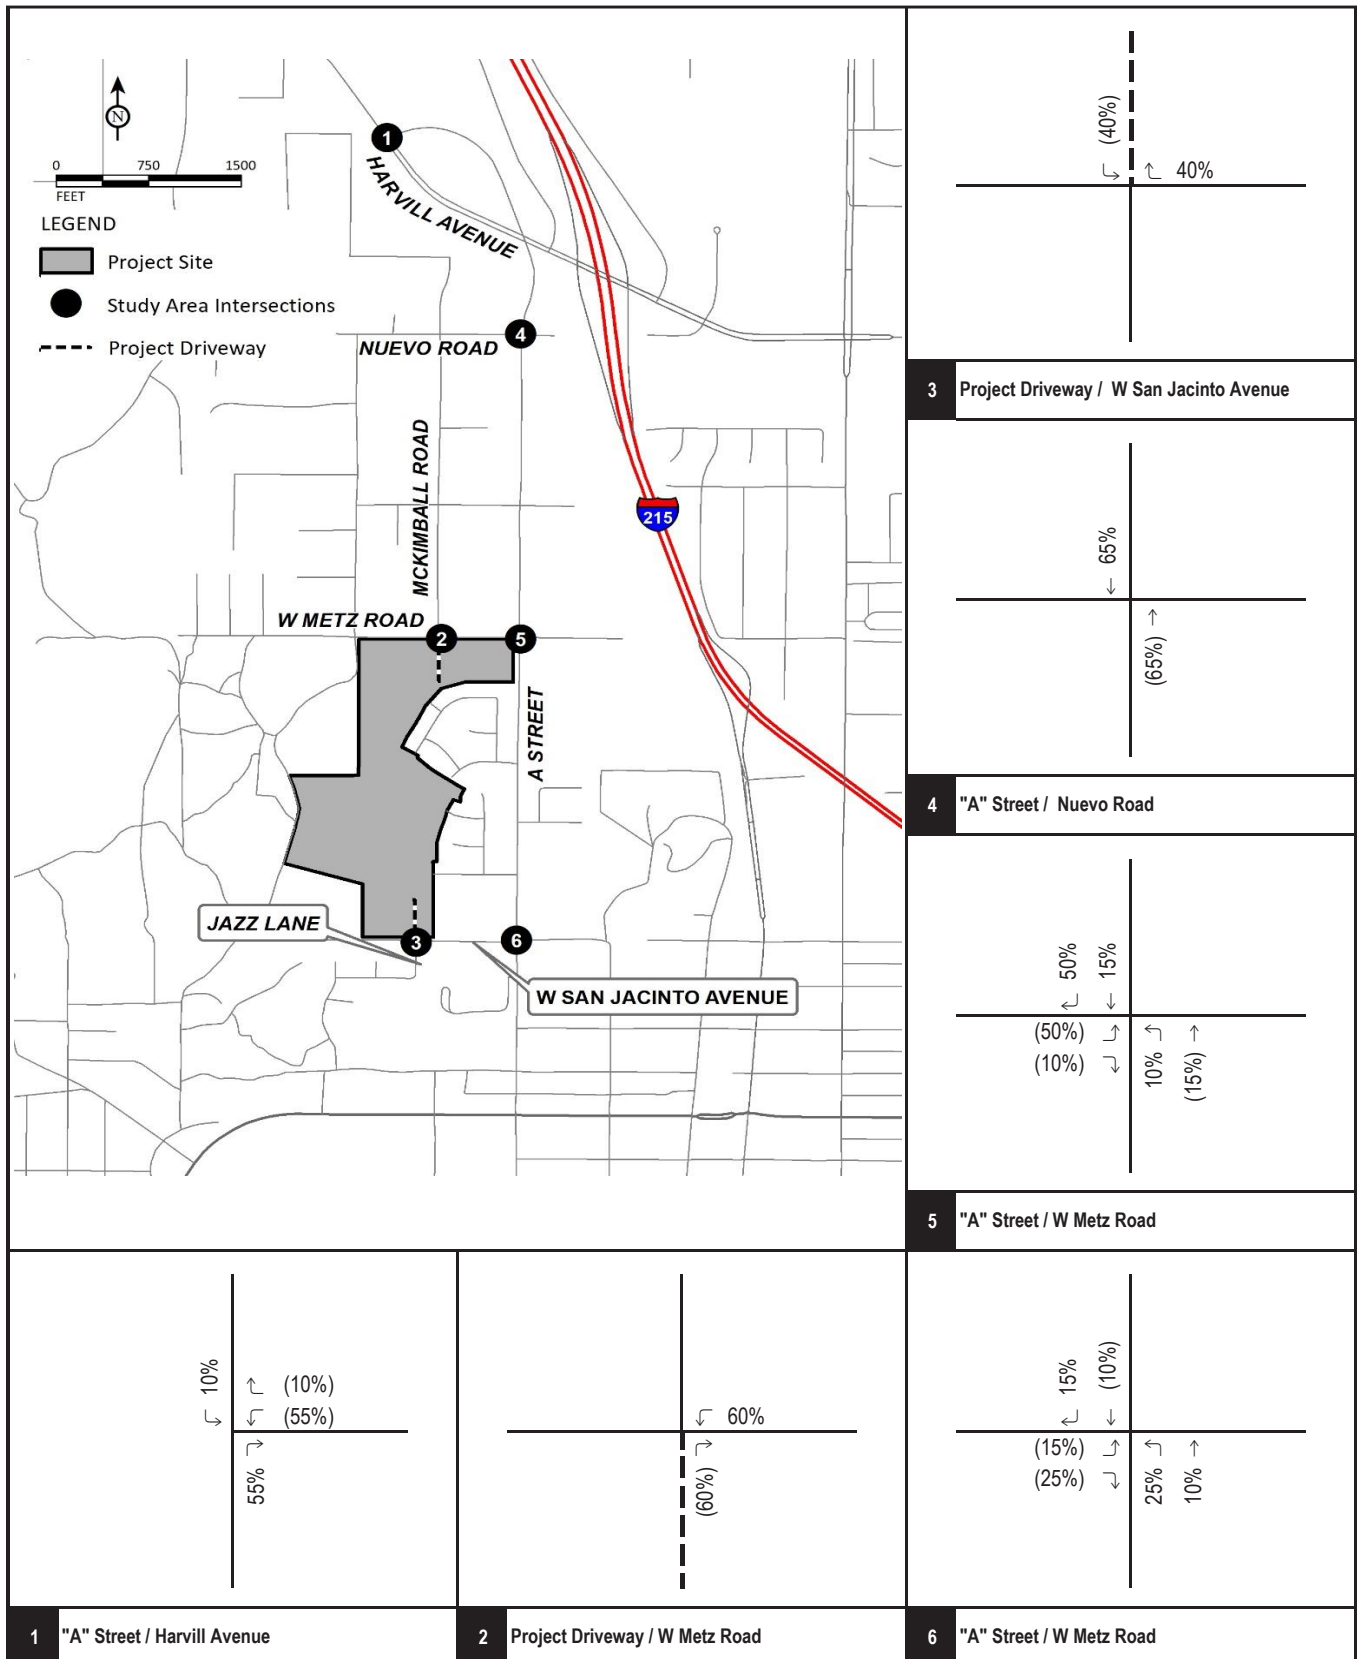 N
0 750 1500
FEET
LEGEND
Project Site
Study Area Intersections
Project Driveway
1
HARVILL AVENUE
4
NUEVO ROAD
MCKIMBALL ROAD
215
W METZ ROAD
2
5
A STREET
JAZZ LANE
3
6
W SAN JACINTO AVENUE
(40%)
40%
3 Project Driveway / W San Jacinto Avenue
65%
(65%)
4 "A" Street / Nuevo Road
50% 15%
(50%)
(10%)
10% (15%)
5 "A" Street / W Metz Road
10%
(10%)
(55%)
55%
1 "A" Street / Harvill Avenue
60%
(60%)
2 Project Driveway / W Metz Road
15% (10%)
(15%)
(25%)
25% 10%
6 "A" Street / W Metz Road